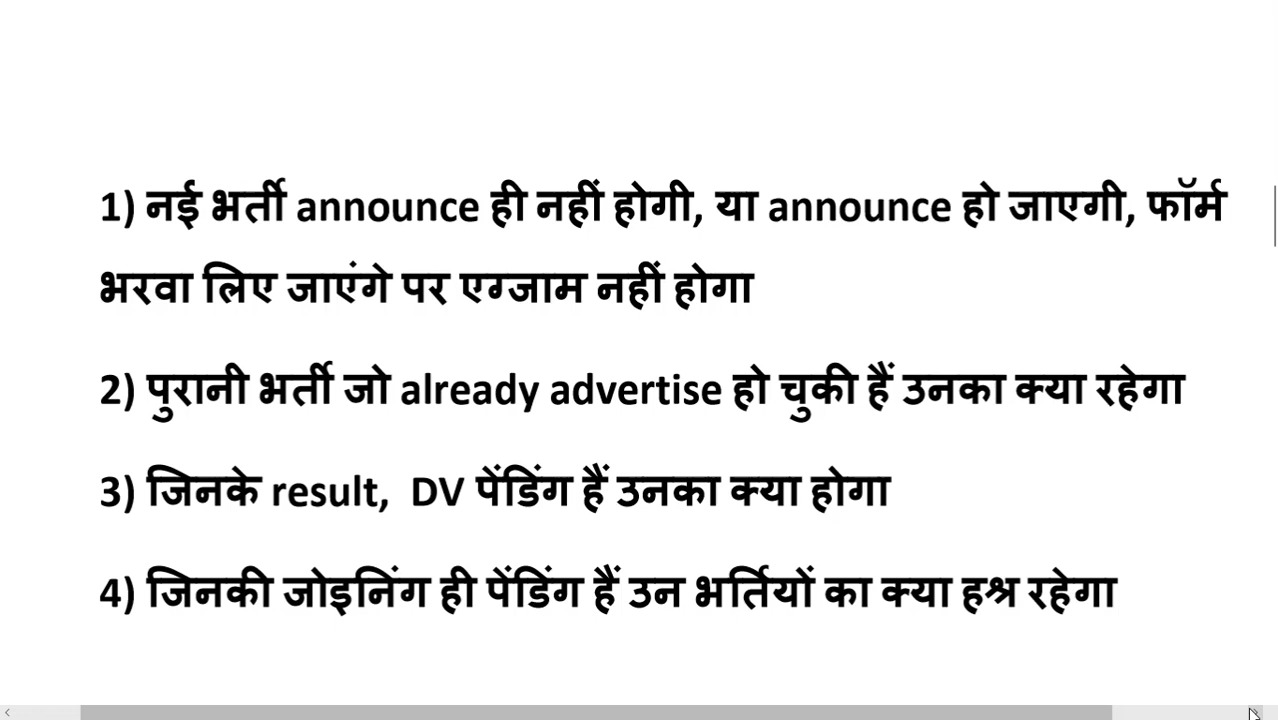 1) नई भर्ती announce ही नहीं होगी, या announce हो जाएगी, फॉर्म
भरवा लिए जाएंगे पर एग्जाम नहीं होगा
2) पुरानी भर्ती जो already advertise हो चुकी हैं उनका क्या रहेगा
3) जिनके result, DV पेंडिंग हैं उनका क्या होगा
4) जिनकी जोइनिंग ही पेंडिंग हैं उन भर्तियों का क्या हश्र रहेगा